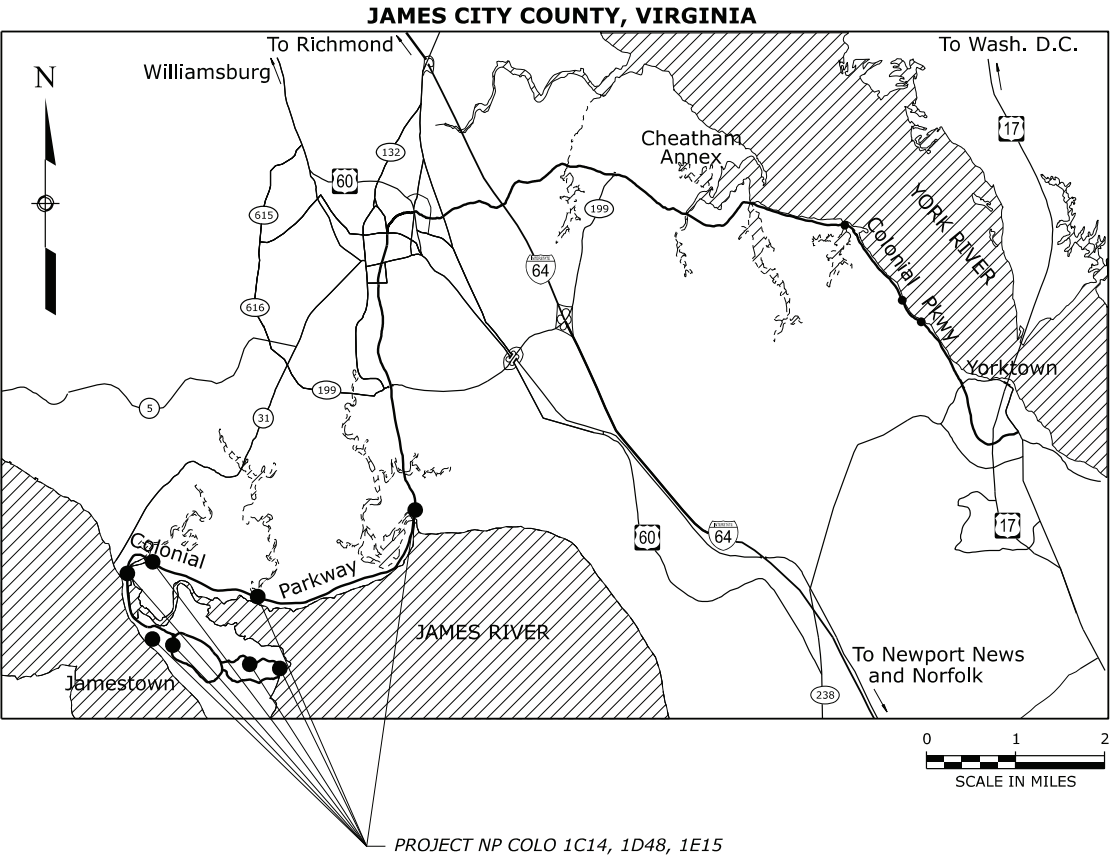 JAMES CITY COUNTY, VIRGINIA
To Richmond
To Wash. D.C.
Williamsburg
N
17
132
Cheatham
Annex
60
199
615
YORK RIVER
64
Colonial Pkwy
616
Yorktown
199
5
31
17
60
64
Colonial
Parkway
JAMES RIVER
To Newport News
and Norfolk
Jamestown
238
0 1 2
SCALE IN MILES
PROJECT NP COLO 1C14, 1D48, 1E15